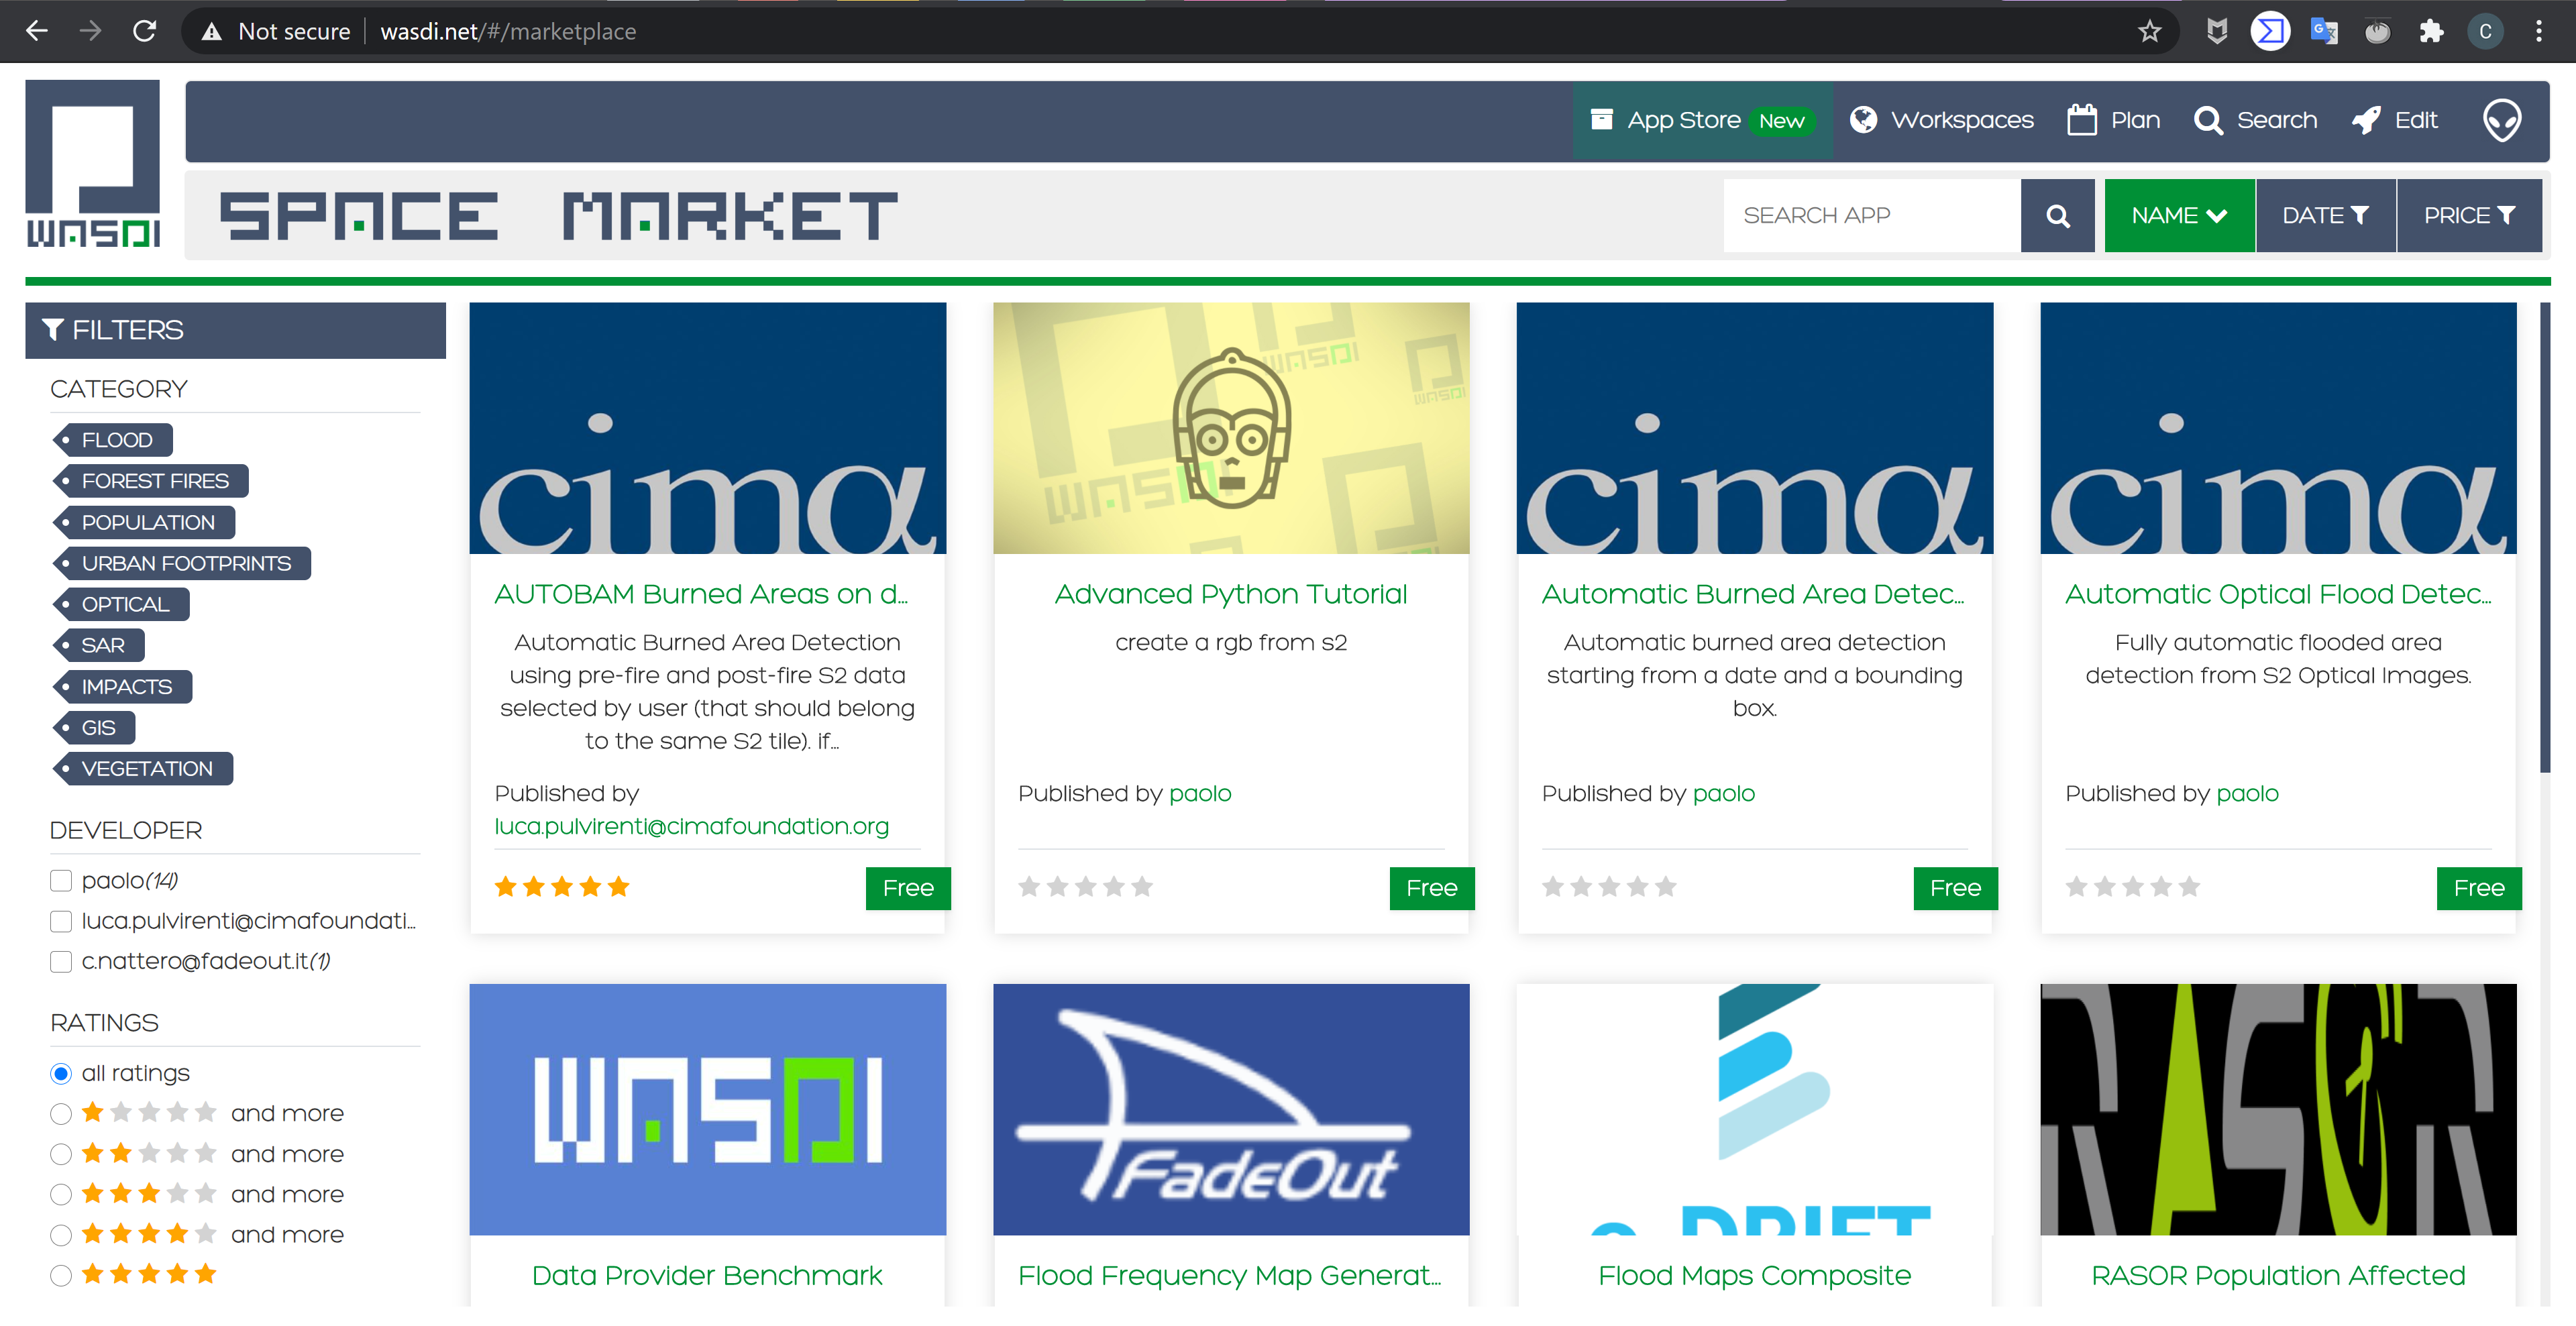 Not secure
wasdi.net/#/marketplace
C
WASDI
App Store New
Workspaces
Plan
Search
Edit
SPACE MARKET
SEARCH APP
NAME
DATE
PRICE
FILTERS
CATEGORY
FLOOD
FOREST FIRES
POPULATION
URBAN FOOTPRINTS
OPTICAL
SAR
IMPACTS
GIS
VEGETATION
DEVELOPER
paolo(14)
luca.pulvirenti@cimafoundati...
c.nattero@fadeout.it(1)
RATINGS
all ratings
and more
and more
and more
and more
cima
AUTOBAM Burned Areas on d...
Automatic Burned Area Detection
using pre-fire and post-fire S2 data
selected by user (that should belong
to the same S2 tile). if...
Published by
luca.pulvirenti@cimafoundation.org
Free
WASDI
WASDI
WASDI
Advanced Python Tutorial
create a rgb from s2
Published by paolo
Free
cima
Automatic Burned Area Detec...
Automatic burned area detection
starting from a date and a bounding
box.
Published by paolo
Free
cima
Automatic Optical Flood Detec...
Fully automatic flooded area
detection from S2 Optical Images.
Published by paolo
Free
WASDI
Data Provider Benchmark
FadeOut
Flood Frequency Map Generat...
e-DRIFT
Flood Maps Composite
RASOR
RASOR Population Affected